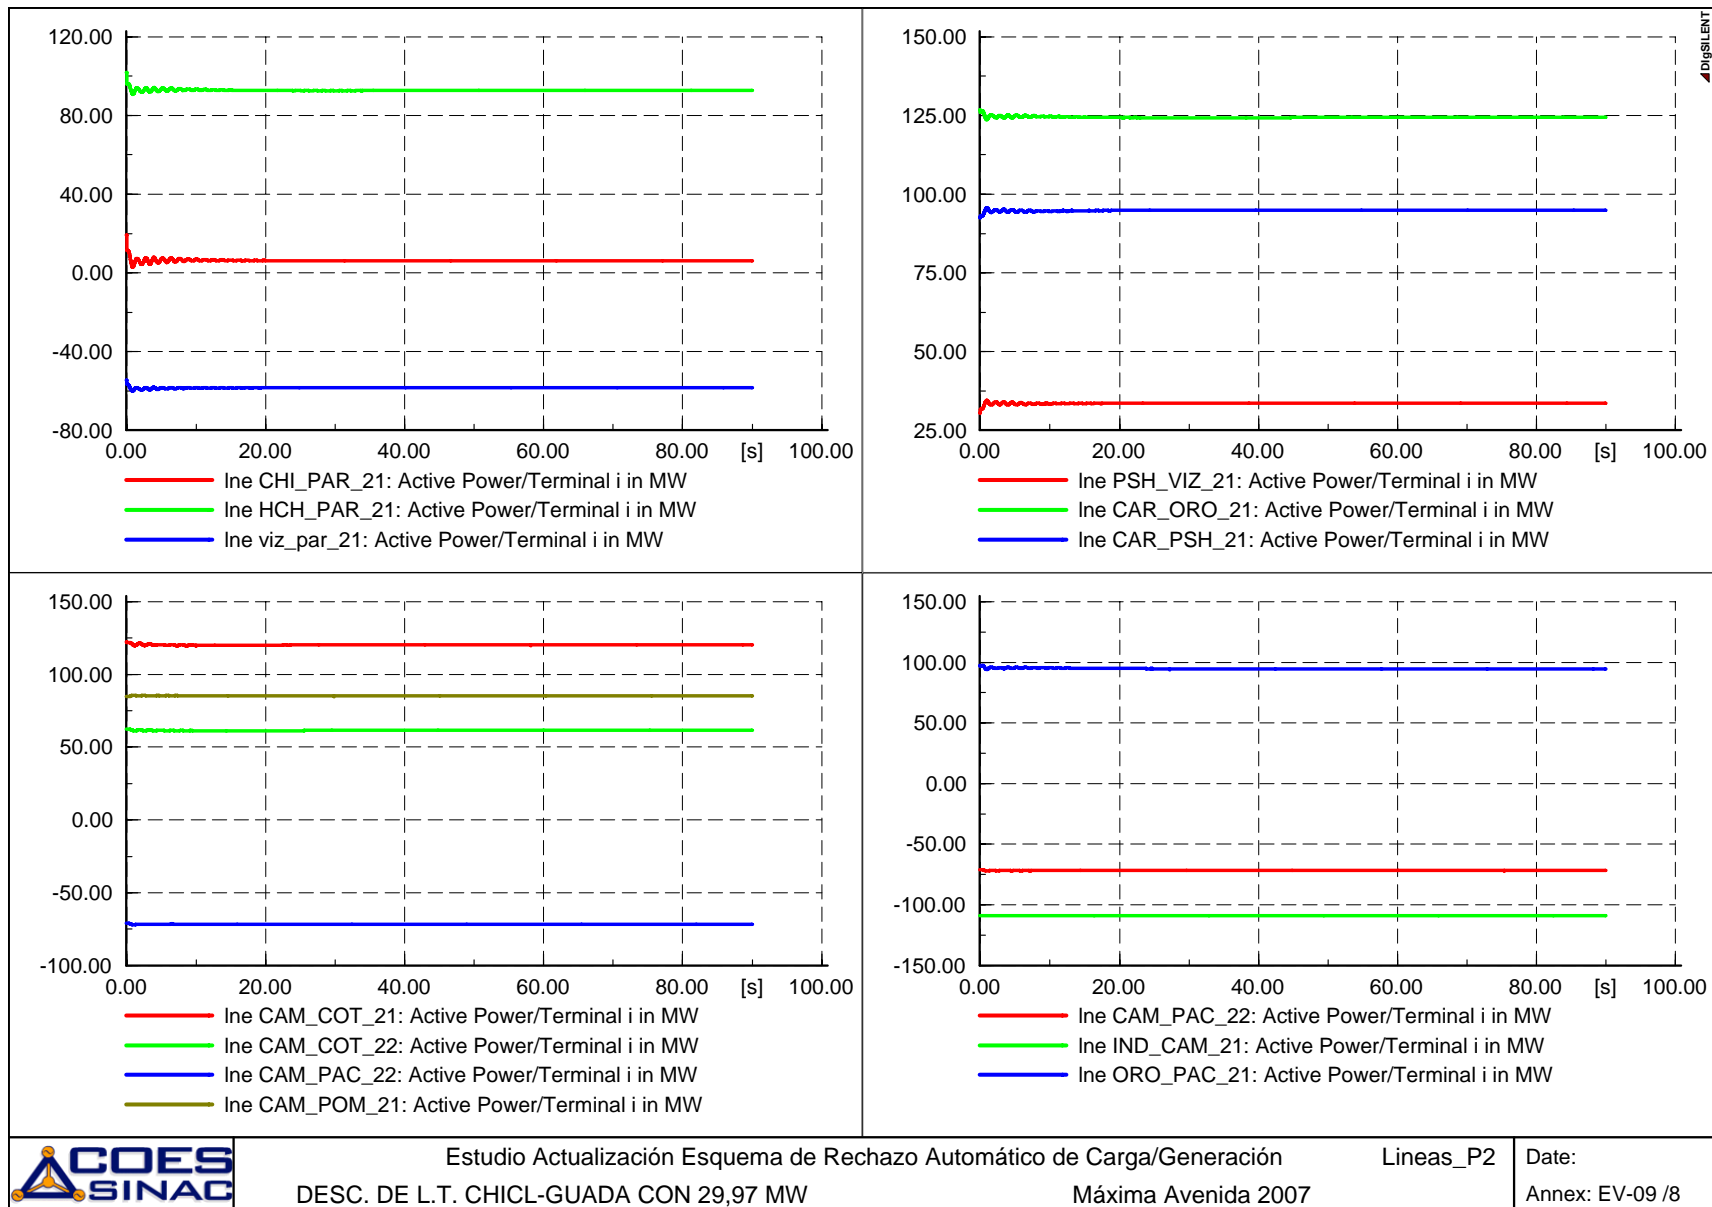 DIgSILENT
120.00
80.00
40.00
0.00
-40.00
-80.00
0.00 20.00 40.00 60.00 80.00 [s] 100.00
lne CHI_PAR_21: Active Power/Terminal i in MW
lne HCH_PAR_21: Active Power/Terminal i in MW
lne viz_par_21: Active Power/Terminal i in MW
150.00
125.00
100.00
75.00
50.00
25.00
0.00 20.00 40.00 60.00 80.00 [s] 100.00
lne PSH_VIZ_21: Active Power/Terminal i in MW
lne CAR_ORO_21: Active Power/Terminal i in MW
lne CAR_PSH_21: Active Power/Terminal i in MW
150.00
100.00
50.00
0.00
-50.00
-100.00
0.00 20.00 40.00 60.00 80.00 [s] 100.00
lne CAM_COT_21: Active Power/Terminal i in MW
lne CAM_COT_22: Active Power/Terminal i in MW
lne CAM_PAC_22: Active Power/Terminal i in MW
lne CAM_POM_21: Active Power/Terminal i in MW
150.00
100.00
50.00
0.00
-50.00
-100.00
-150.00
0.00 20.00 40.00 60.00 80.00 [s] 100.00
lne CAM_PAC_22: Active Power/Terminal i in MW
lne IND_CAM_21: Active Power/Terminal i in MW
lne ORO_PAC_21: Active Power/Terminal i in MW
COES
SINAC
Estudio Actualización Esquema de Rechazo Automático de Carga/Generación Lineas_P2
DESC. DE L.T. CHICL-GUADA CON 29,97 MW Máxima Avenida 2007
Date:
Annex: EV-09 /8